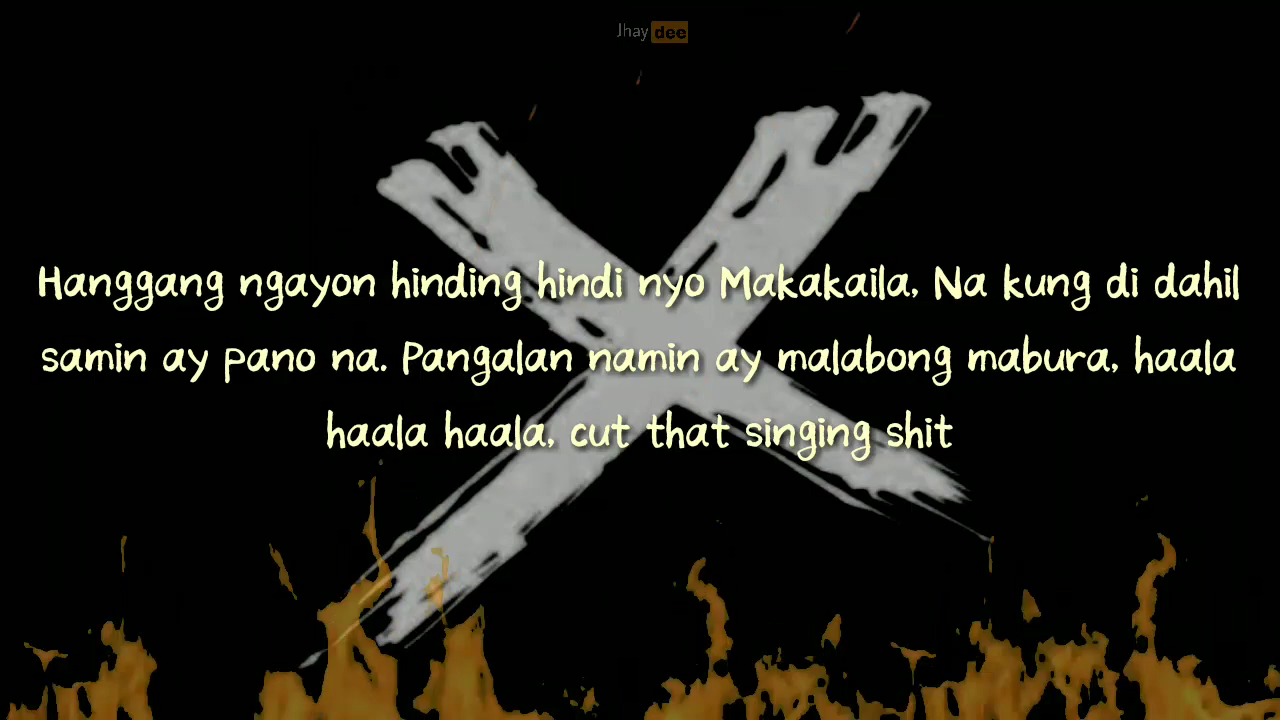 Jhay dee
Hanggang ngayon hinding hindi nyo Makakaila, Na kung di dahil
samin ay pano na. Pangalan namin ay malabong mabura, haala
haala haala, cut that singing shit